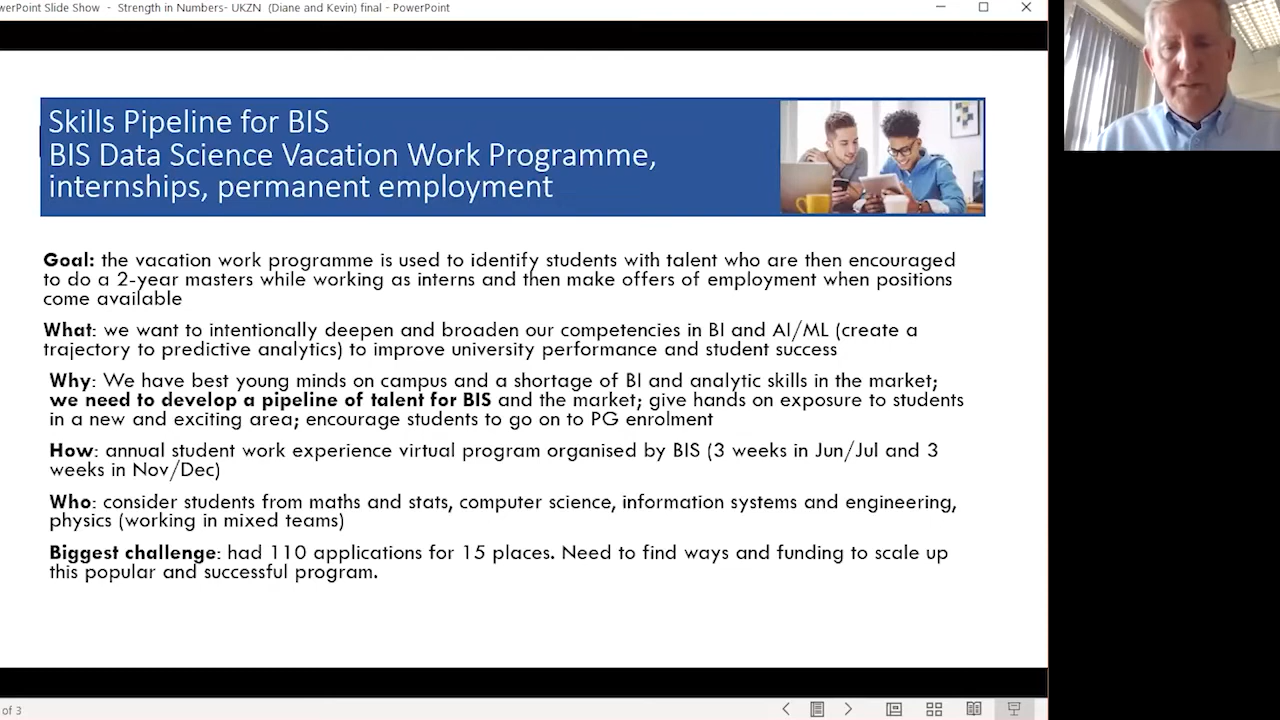 werPoint Slide Show - Strength in Numbers- UKZN (Diane and Kevin) final - PowerPoint
Skills Pipeline for BIS
BIS Data Science Vacation Work Programme,
internships, permanent employment
Goal: the vacation work programme is used to identify students with talent who are then encouraged
to do a 2-year masters while working as interns and then make offers of employment when positions
come available
What: we want to intentionally deepen and broaden our competencies in BI and AI/ML (create a
trajectory to predictive analytics) to improve university performance and student success
Why: We have best young minds on campus and a shortage of BI and analytic skills in the market;
we need to develop a pipeline of talent for BIS and the market; give hands on exposure to students
in a new and exciting area; encourage students to go on to PG enrolment
How: annual student work experience virtual program organised by BIS (3 weeks in Jun/Jul and 3
weeks in Nov/Dec)
Who: consider students from maths and stats, computer science, information systems and engineering,
physics (working in mixed teams)
Biggest challenge: had 110 applications for 15 places. Need to find ways and funding to scale up
this popular and successful program.
of 3